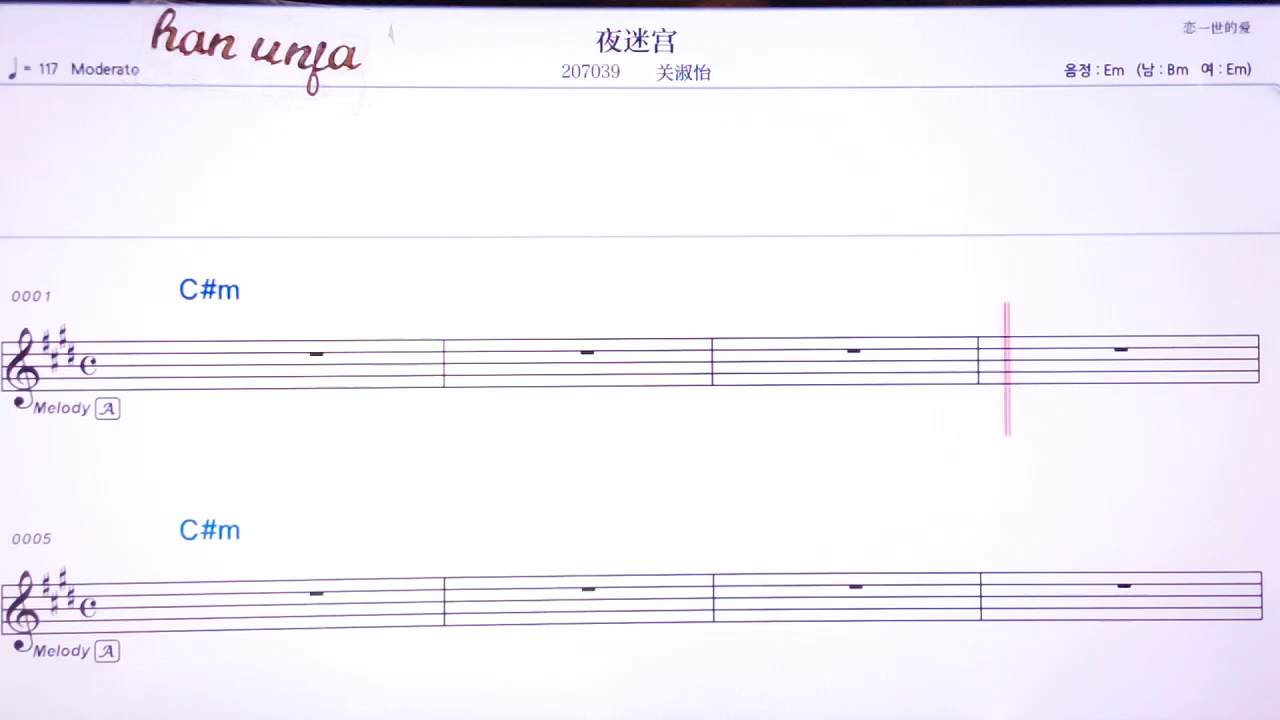 han unfa
夜迷宫
恋一世的爱
♩ = 117 Moderato
207039 关淑怡
음정 : Em (남 : Bm 여 : Em)
0001
C#m
Melody A
0005
C#m
Melody A